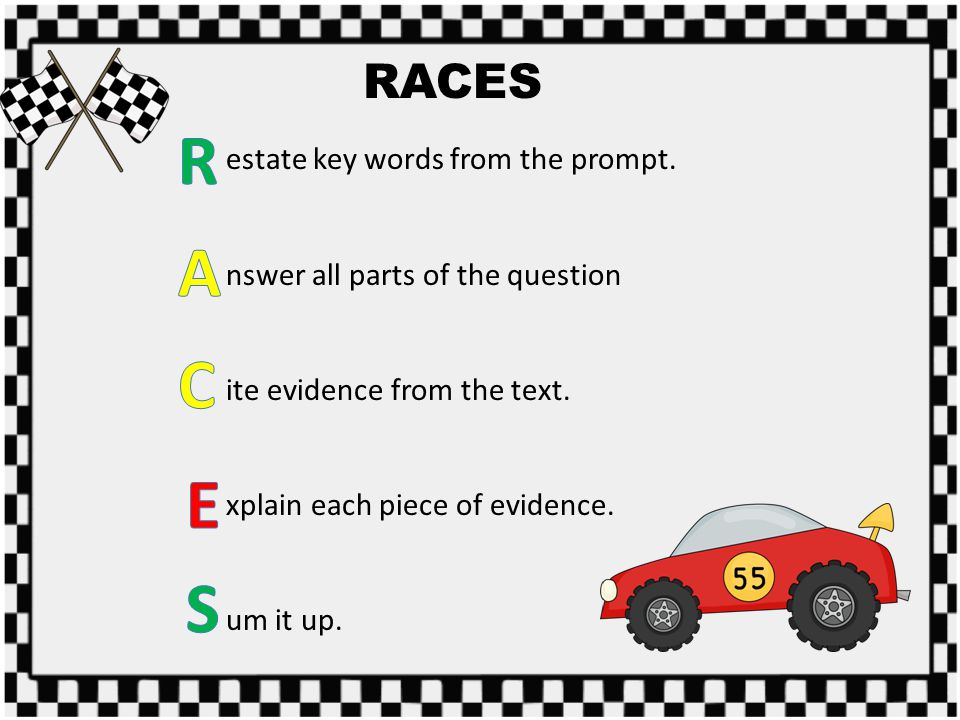 RACES
Restate key words from the prompt.
Answer all parts of the question
Cite evidence from the text.
Explain each piece of evidence.
Sum it up.
55